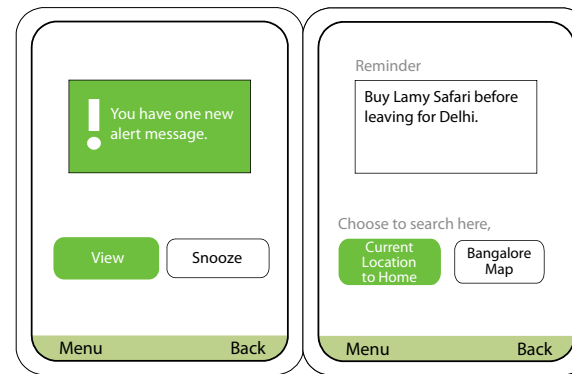 !
You have one new
alert message.
View
Snooze
Menu
Back
Reminder
Buy Lamy Safari before
leaving for Delhi.
Choose to search here,
Current
Location
to Home
Bangalore
Map
Menu
Back